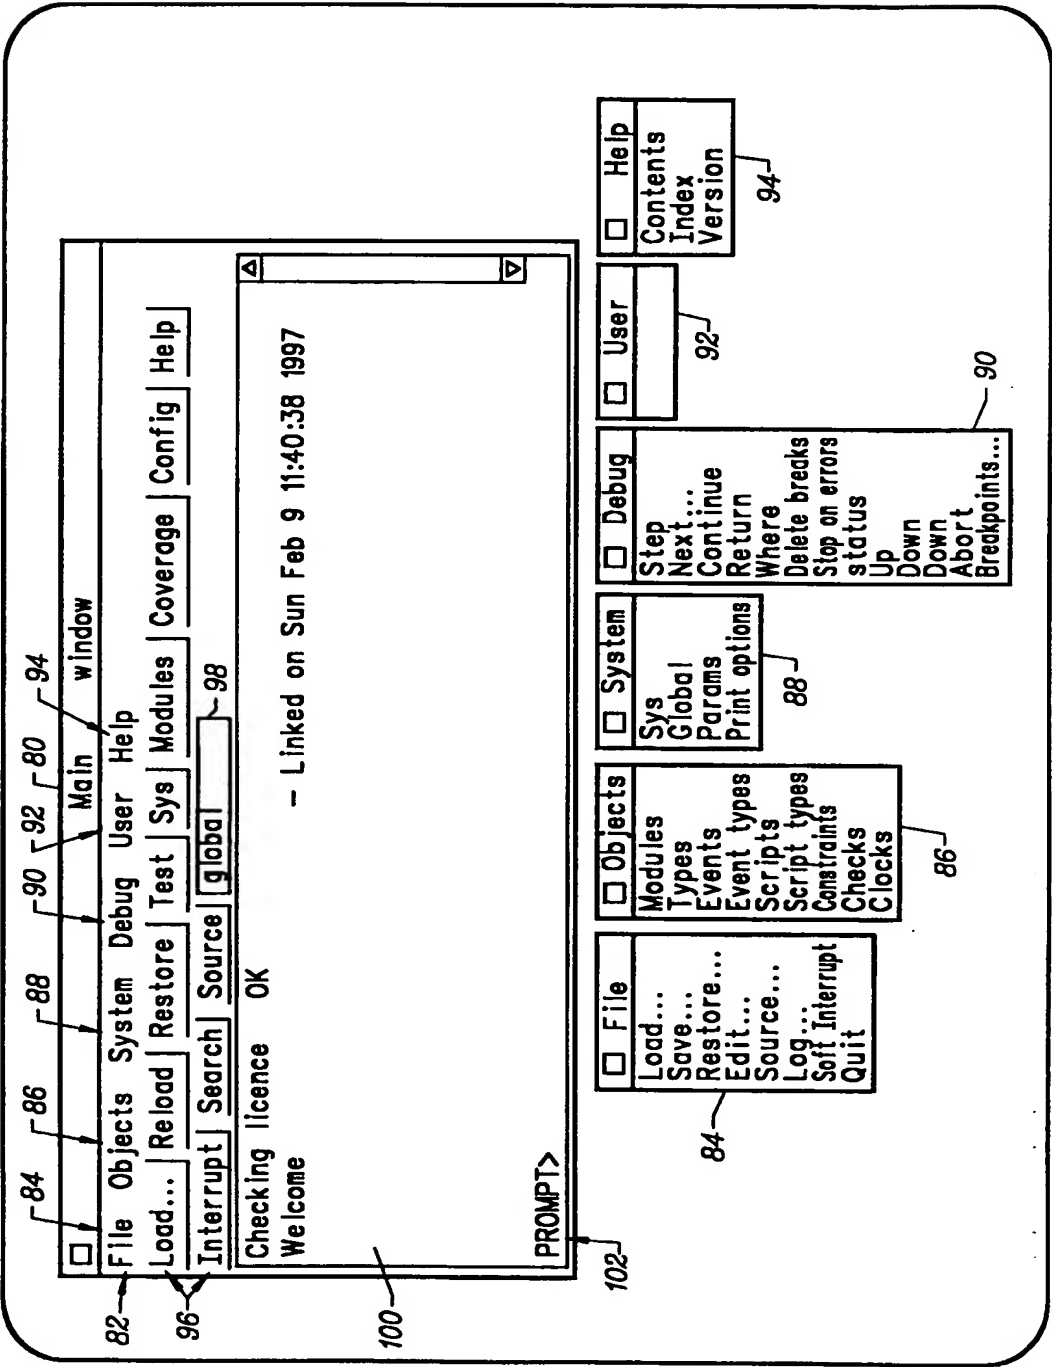 84 86 88 90 92 80 94
Main window
82 File Objects System Debug User Help
96 Load... Reload Restore Test Sys Modules Coverage Config Help
Interrupt Search Source global 98
Checking licence OK
Welcome – Linked on Sun Feb 9 11:40:38 1997
100
PROMPT>
102
File
Load...
Save...
Restore...
Edit...
Source...
Log...
Soft Interrupt
Quit
84
Objects
Modules
Types
Events
Event types
Scripts
Script types
Constraints
Checks
Clocks
86
System
Sys
Global
Params
Print options
88
Debug
Step
Next...
Continue
Return
Where
Delete breaks
Stop on errors
status
Up
Down
Down
Abort
Breakpoints...
90
User
92
Help
Contents
Index
Version
94